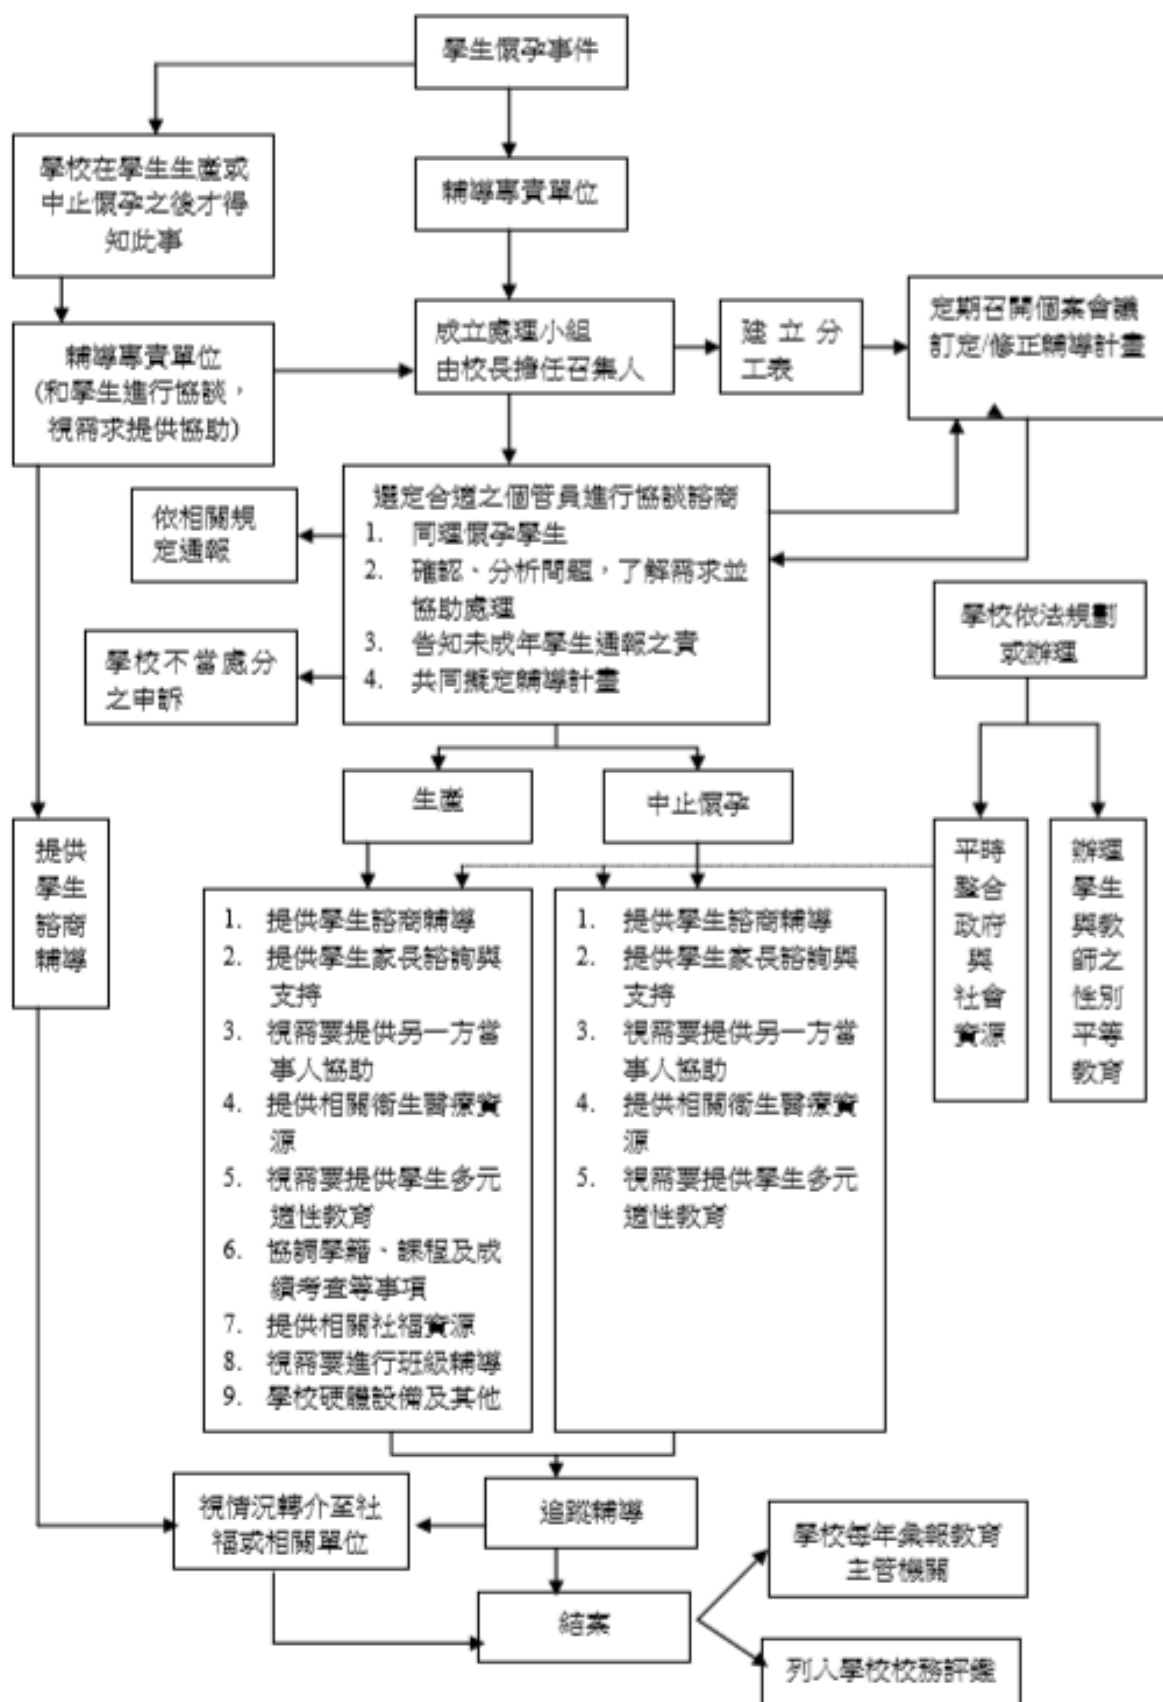 學生懷孕事件
學校在學生生產或
中止懷孕之後才得
知此事
輔導專責單位
輔導專責單位
(和學生進行協談，
視需求提供協助)
成立處理小組
由校長擔任召集人
建立分
工表
定期召開個案會議
訂定/修正輔導計畫
依相關規
定通報
學校不當處分
之申訴
選定合適之個管員進行協談諮商
1. 同理懷孕學生
2. 確認、分析問題，了解需求並
協助處理
3. 告知未成年學生通報之責
4. 共同擬定輔導計畫
學校依法規劃
或辦理
生產
中止懷孕
提供
學生
諮商
輔導
平時
整合
政府
與
社會
資源
辦理
學生
與教
師之
性別
平等
教育
1. 提供學生諮商輔導
2. 提供學生家長諮詢與
支持
3. 視需要提供另一方當
事人協助
4. 提供相關衛生醫療資
源
5. 視需要提供學生多元
適性教育
6. 協調學籍、課程及成
績考查等事項
7. 提供相關社福資源
8. 視需要進行班級輔導
9. 學校硬體設備及其他
1. 提供學生諮商輔導
2. 提供學生家長諮詢與
支持
3. 視需要提供另一方當
事人協助
4. 提供相關衛生醫療資
源
5. 視需要提供學生多元
適性教育
視情況轉介至社
福或相關單位
追蹤輔導
結案
學校每年彙報教育
主管機關
列入學校校務評鑑